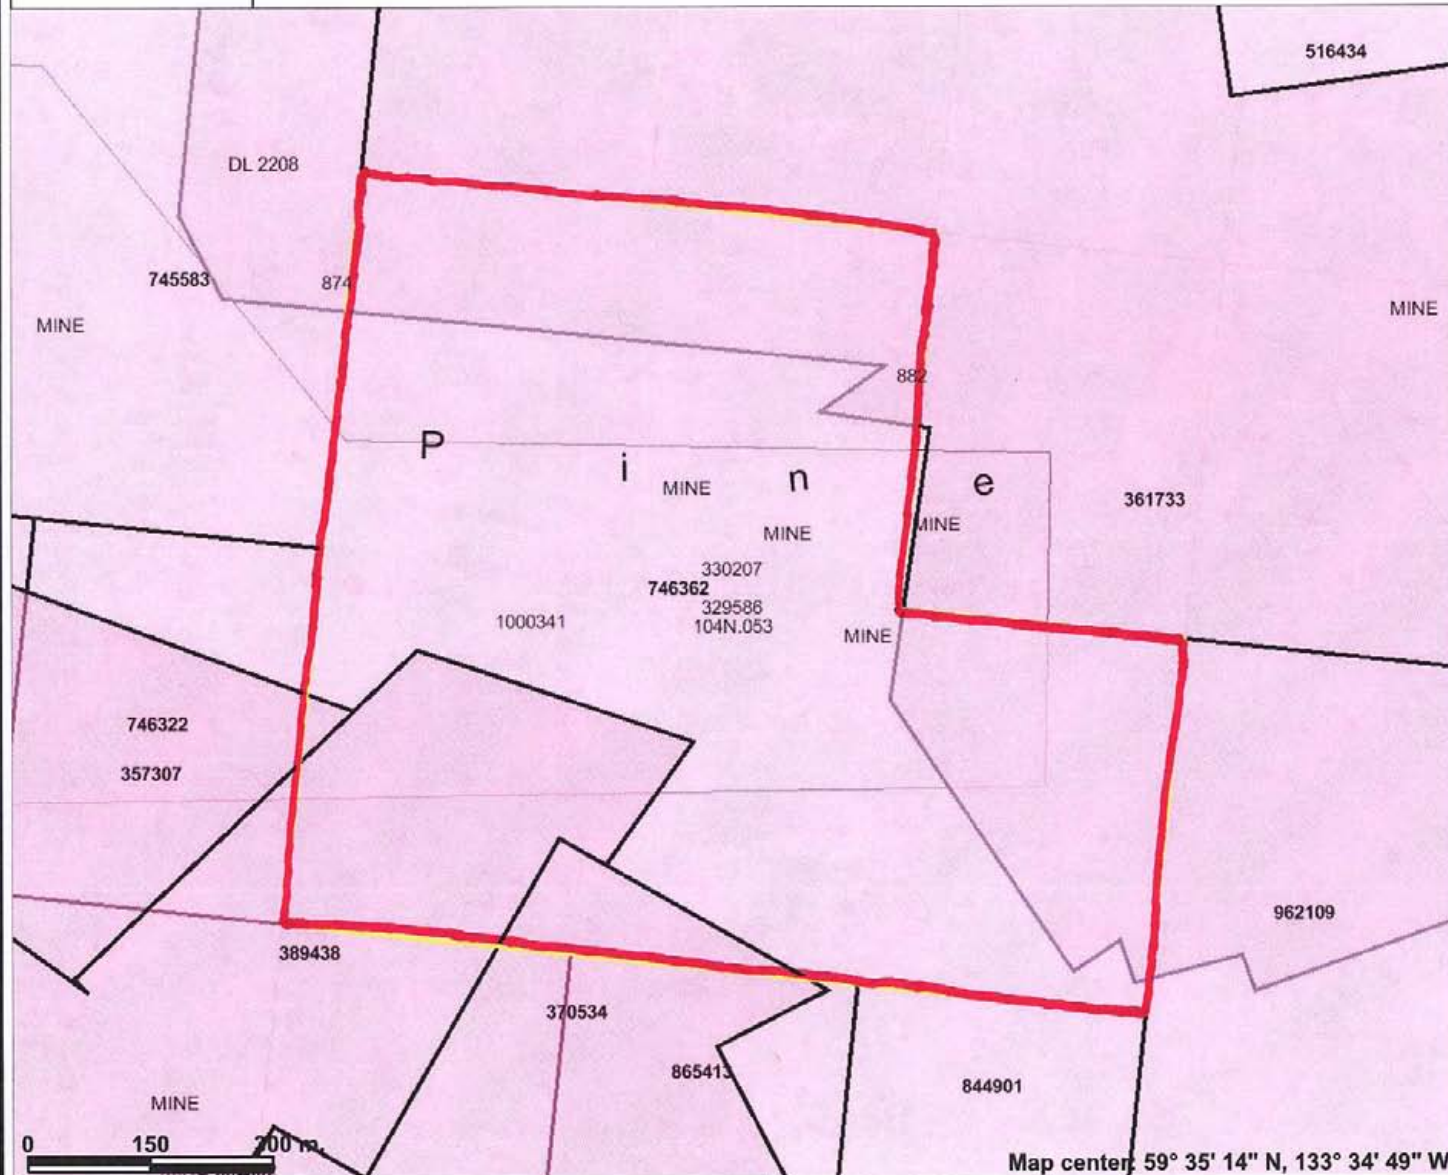 516434
DL 2208
745583
874
MINE
MINE
882
P i n e
MINE
361733
MINE
MINE
330207
746362
329586
1000341
104N.053
MINE
746322
357307
962109
389438
370534
865413
844901
MINE
0 150 300 m.
Map center: 59° 35' 14" N, 133° 34' 49" W